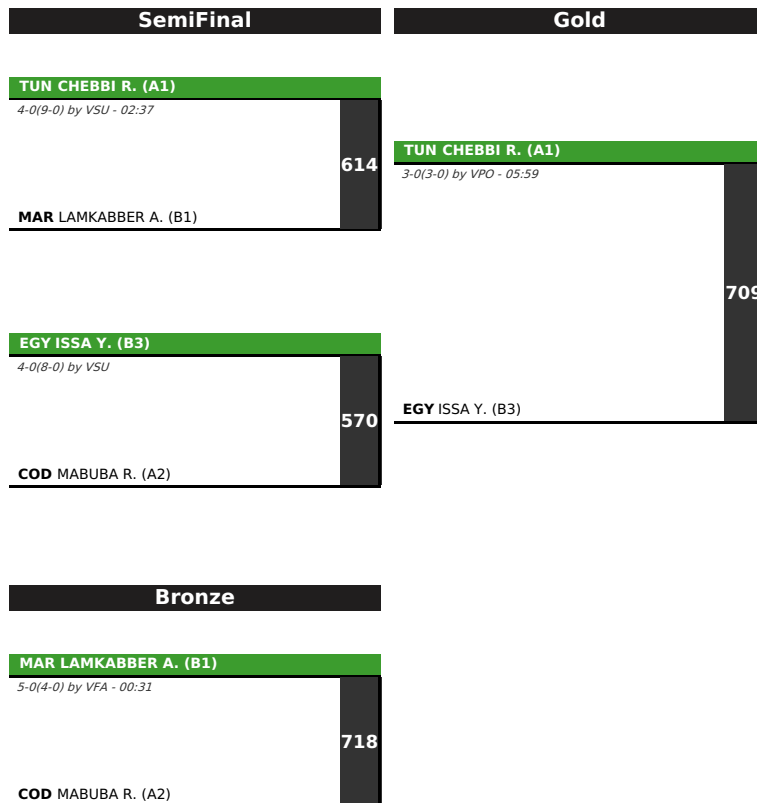 SemiFinal
TUN CHEBBI R. (A1)
4-0(9-0) by VSU - 02:37
614
MAR LAMKABBER A. (B1)
EGY ISSA Y. (B3)
4-0(8-0) by VSU
570
COD MABUBA R. (A2)
Gold
TUN CHEBBI R. (A1)
3-0(3-0) by VPO - 05:59
709
EGY ISSA Y. (B3)
Bronze
MAR LAMKABBER A. (B1)
5-0(4-0) by VFA - 00:31
718
COD MABUBA R. (A2)